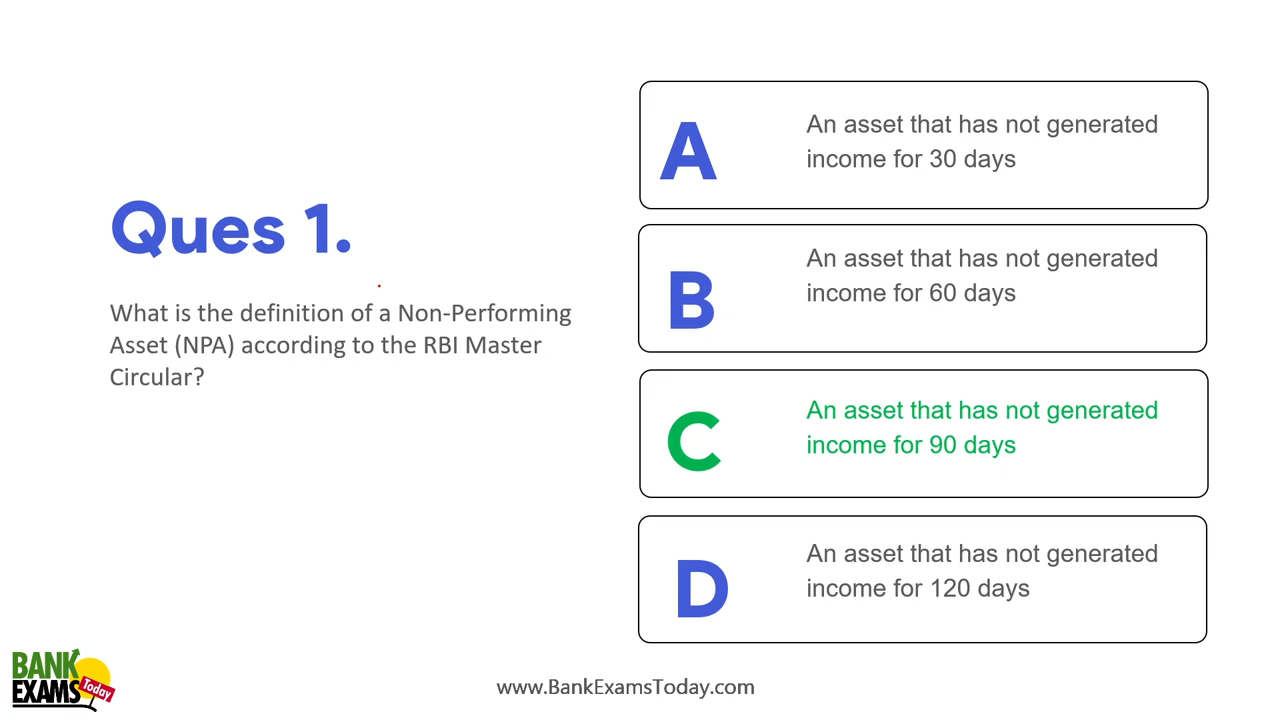 Ques 1.
What is the definition of a Non-Performing
Asset (NPA) according to the RBI Master
Circular?
A
An asset that has not generated
income for 30 days
B
An asset that has not generated
income for 60 days
C
An asset that has not generated
income for 90 days
D
An asset that has not generated
income for 120 days
BANK
EXAMS
Today
www.BankExamsToday.com